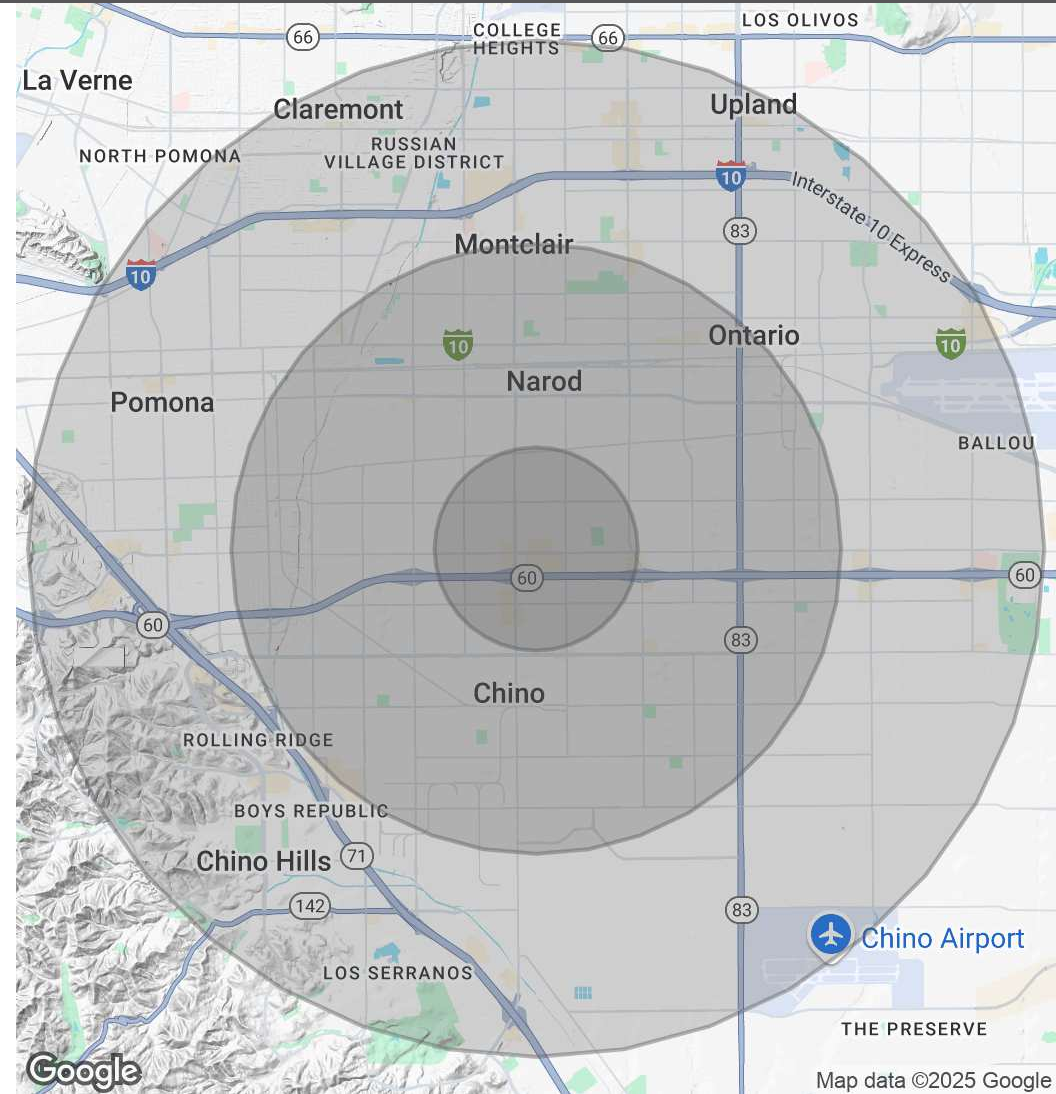 LOS OLIVOS
66
COLLEGE
HEIGHTS
66
La Verne
Claremont
Upland
NORTH POMONA
RUSSIAN
VILLAGE DISTRICT
10
Interstate 10 Express
83
Montclair
10
Ontario
10
10
Narod
Pomona
BALLOU
60
60
60
83
Chino
ROLLING RIDGE
BOYS REPUBLIC
Chino Hills
71
142
83
Chino Airport
LOS SERRANOS
THE PRESERVE
Google
Map data ©2025 Google